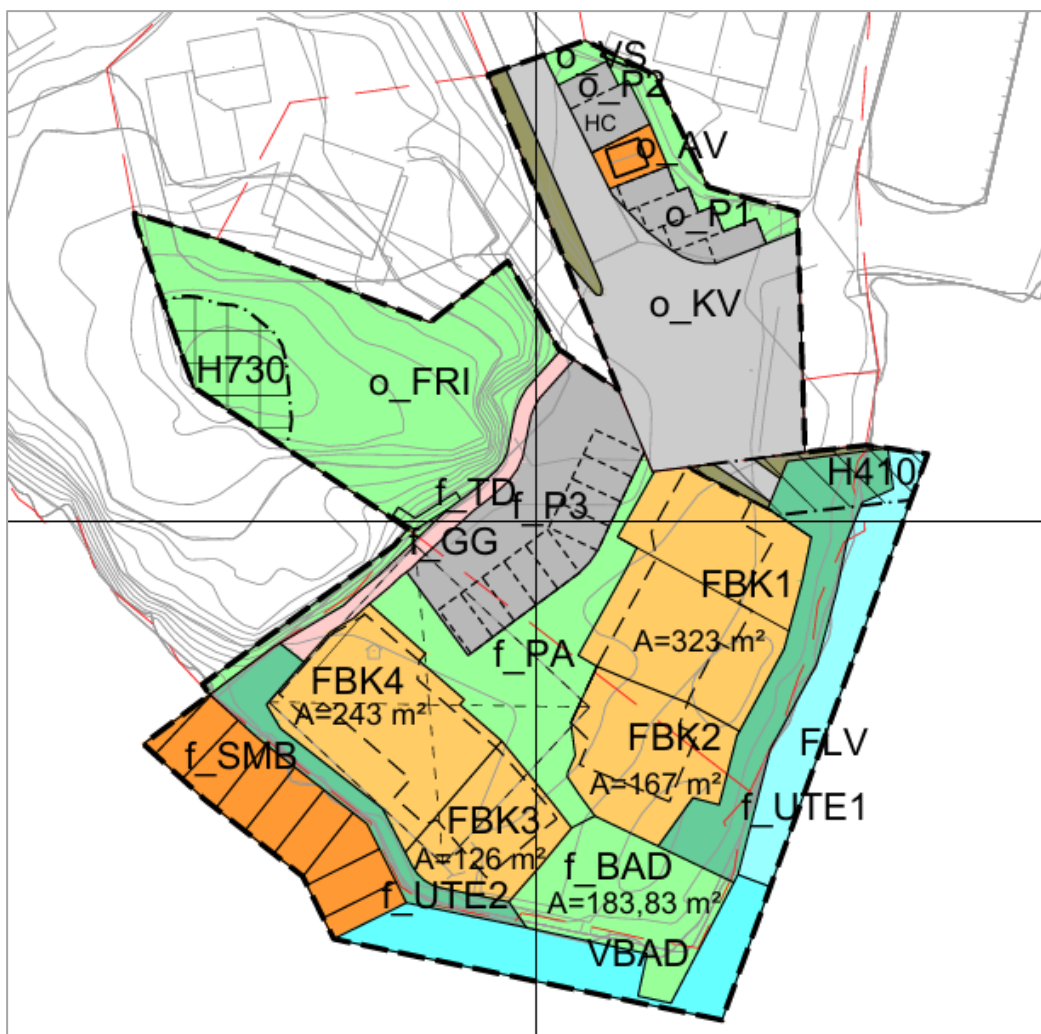 o_VS
o_P2
HC
o_AV
o_P1
o_KV
H730
o_FRI
H410
f_TD
f_P3
f_GG
FBK1
A=323 m²
f_PA
FBK4
A=243 m²
FBK2
A=167 m²
FLV
f_SMB
f_UTE1
FBK3
A=126 m²
f_BAD
A=183,83 m²
f_UTE2
VBAD